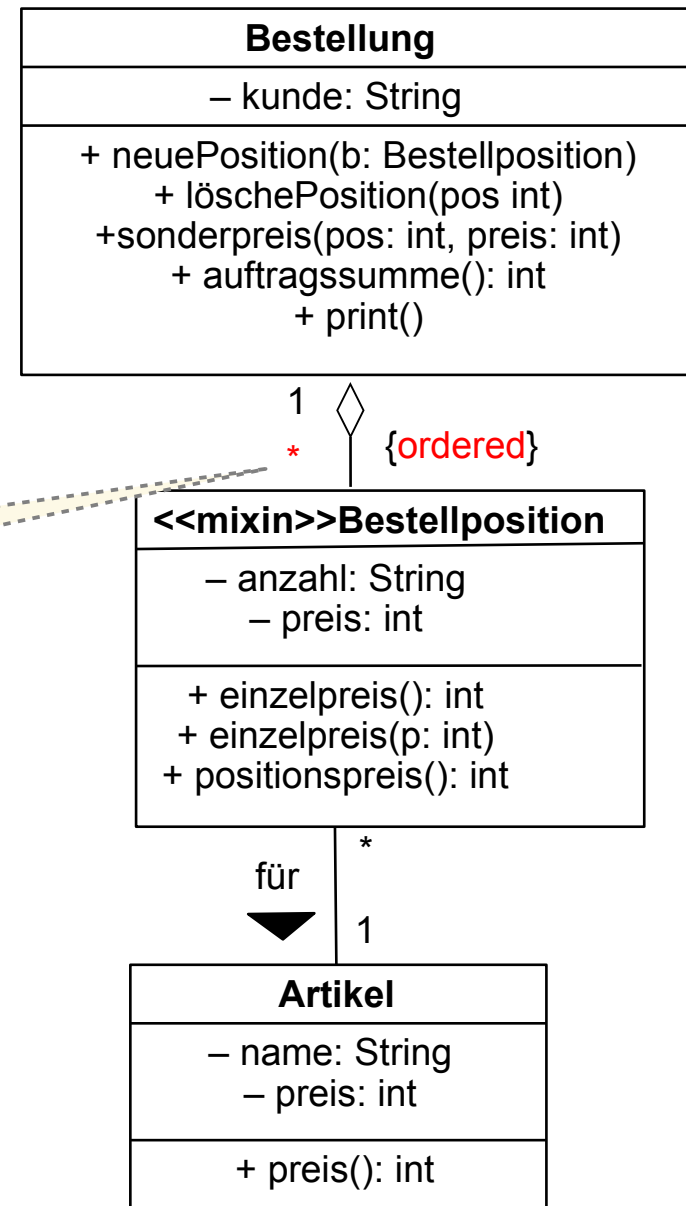 Bestellung
– kunde: String
+ neuePosition(b: Bestellposition)
+ löschePosition(pos int)
+sonderpreis(pos: int, preis: int)
+ auftragssumme(): int
+ print()
1
* {ordered}
<<mixin>>Bestellposition
– anzahl: String
– preis: int
+ einzelpreis(): int
+ einzelpreis(p: int)
+ positionspreis(): int
*
für
1
Artikel
– name: String
– preis: int
+ preis(): int